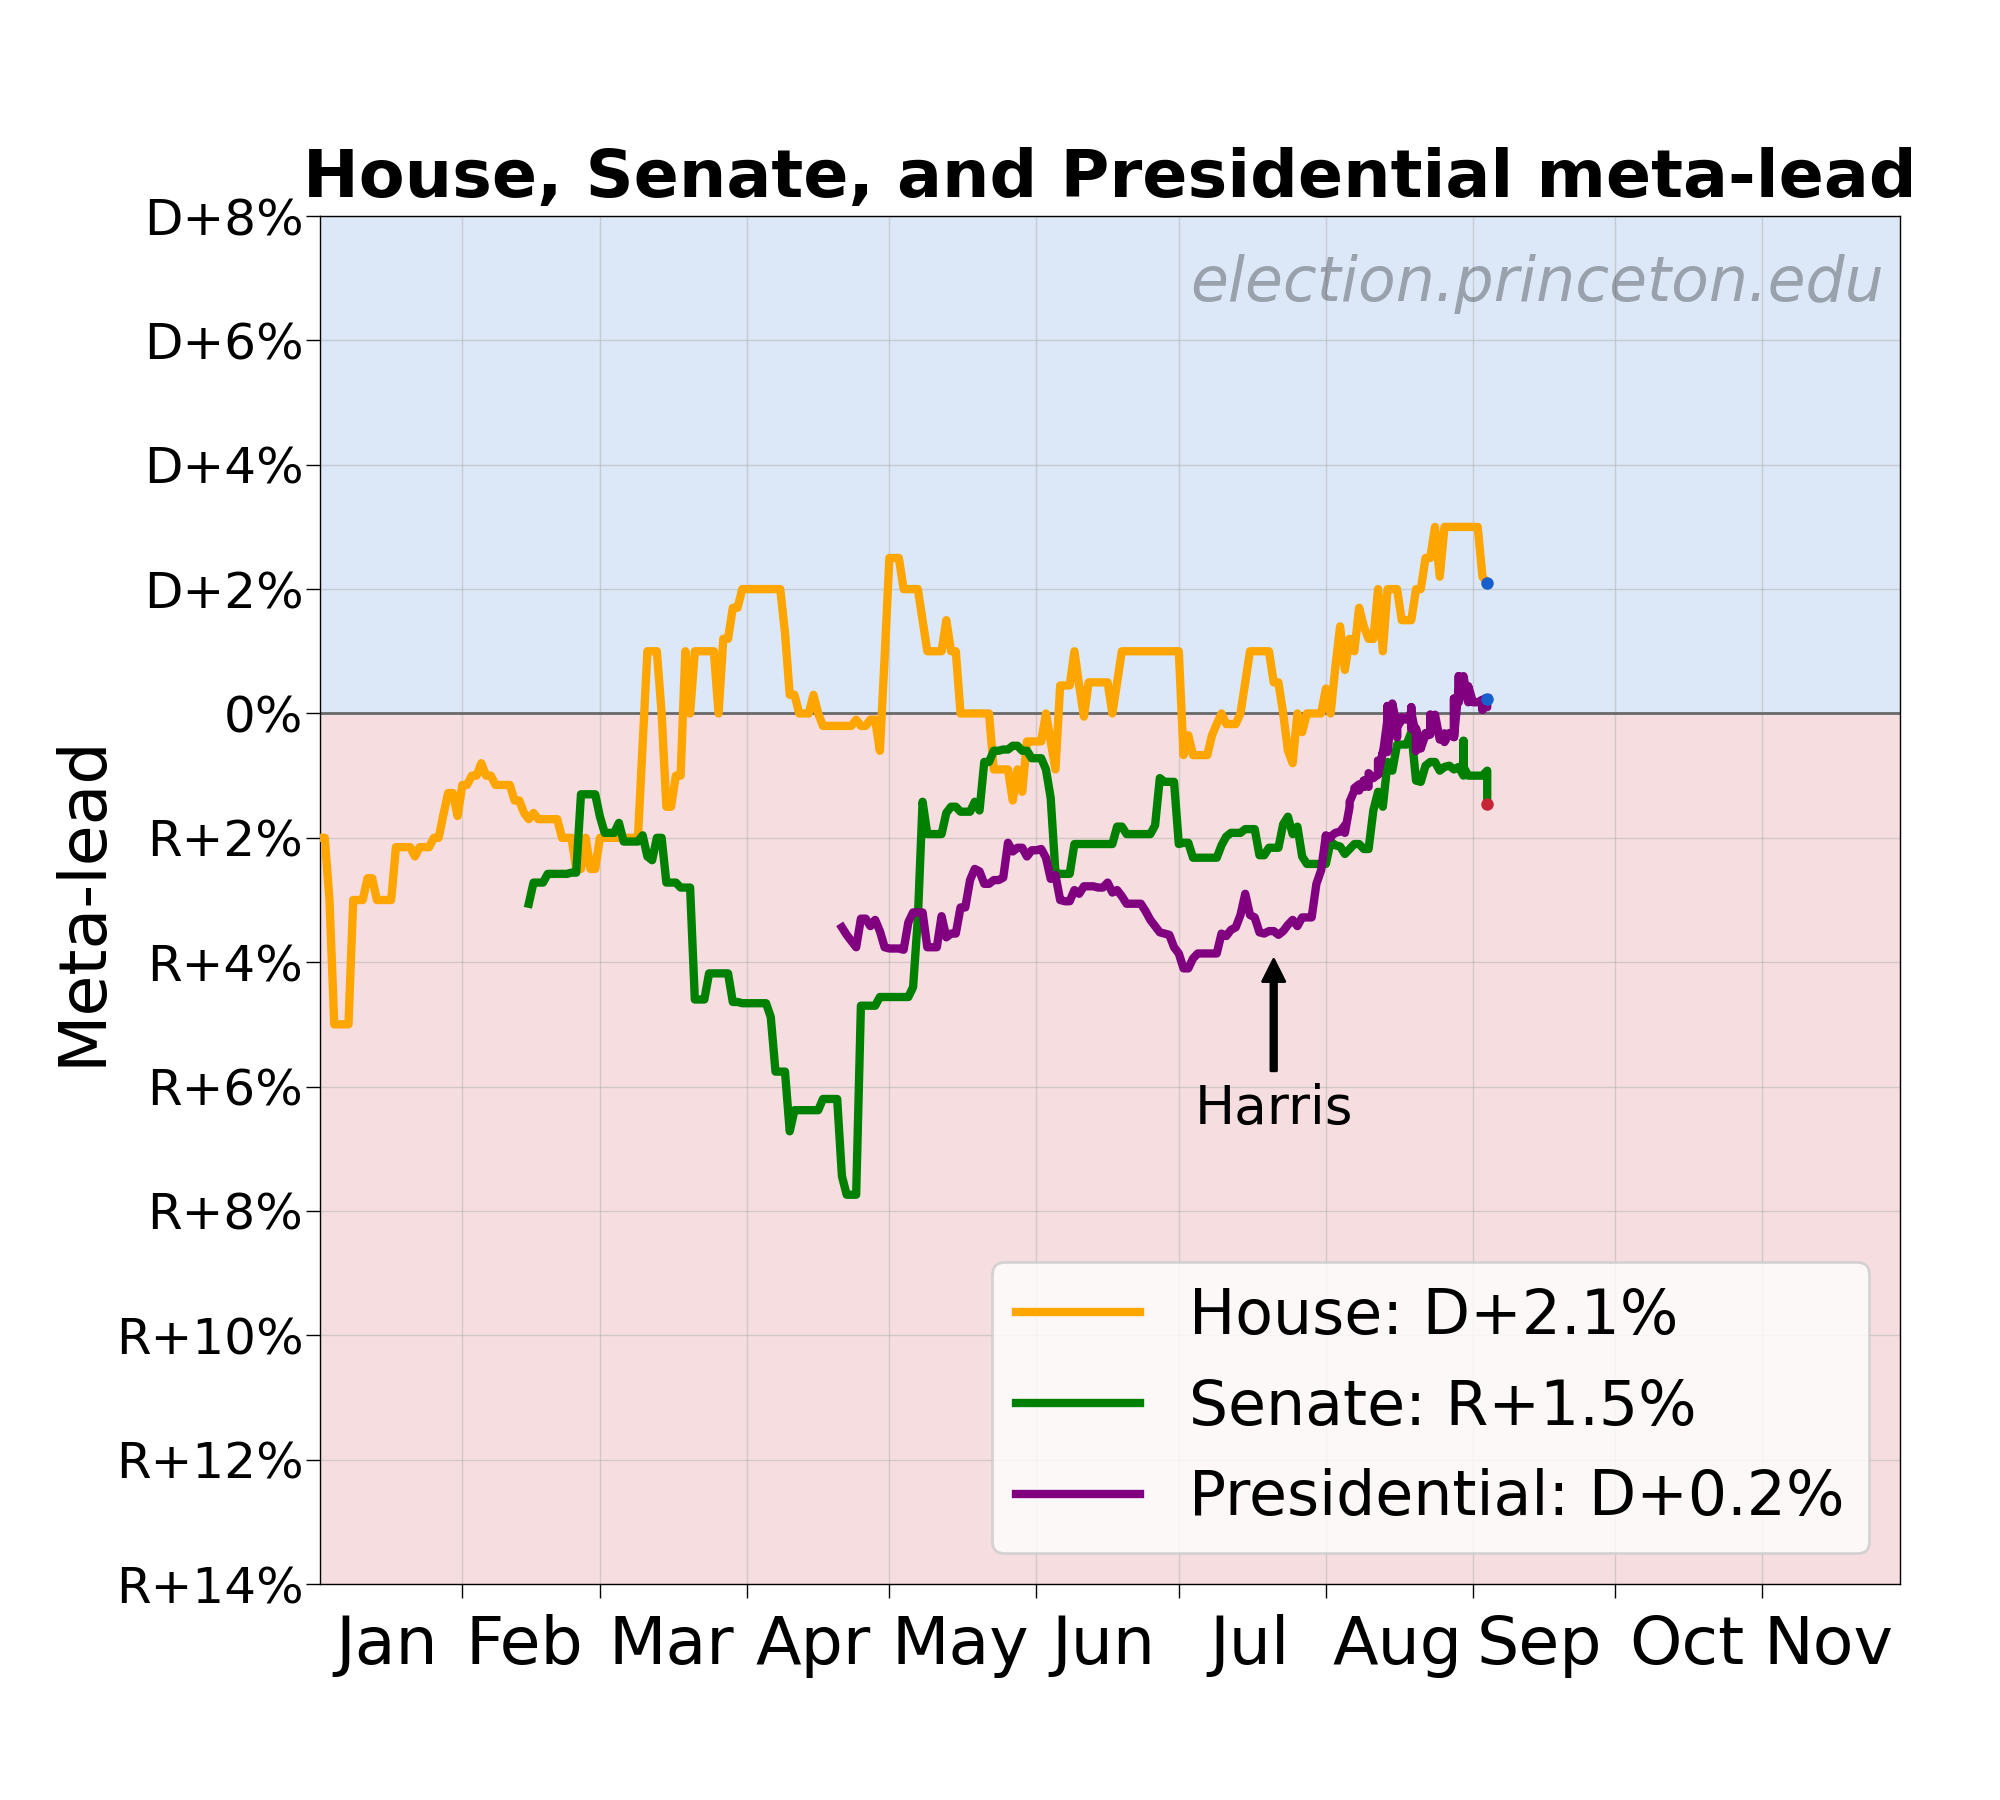 House, Senate, and Presidential meta-lead
election.princeton.edu
Meta-lead
D+8%
D+6%
D+4%
D+2%
0%
R+2%
R+4%
R+6%
R+8%
R+10%
R+12%
R+14%
Harris
House: D+2.1%
Senate: R+1.5%
Presidential: D+0.2%
Jan Feb Mar Apr May Jun Jul Aug Sep Oct Nov